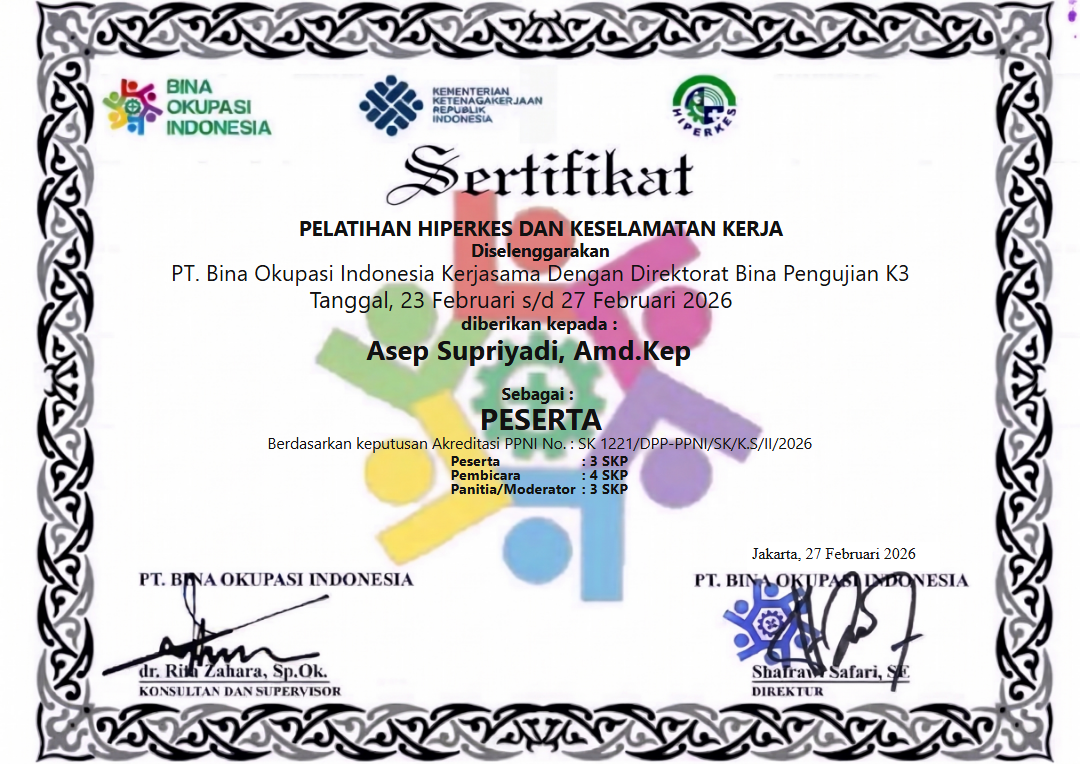 BINA
OKUPASI
INDONESIA
KEMENTERIAN
KETENAGAKERJAAN
REPUBLIK
INDONESIA
HIPERKES
Sertifikat
PELATIHAN HIPERKES DAN KESELAMATAN KERJA
Diselenggarakan
PT. Bina Okupasi Indonesia Kerjasama Dengan Direktorat Bina Pengujian K3
Tanggal, 23 Februari s/d 27 Februari 2026
diberikan kepada :
Asep Supriyadi, Amd.Kep
Sebagai :
PESERTA
Berdasarkan keputusan Akreditasi PPNI No. : SK 1221/DPP-PPNI/SK/K.S/II/2026
Peserta : 3 SKP
Pembicara : 4 SKP
Panitia/Moderator : 3 SKP
Jakarta, 27 Februari 2026
PT. BINA OKUPASI INDONESIA
dr. Rita Zahara, Sp.Ok.
KONSULTAN DAN SUPERVISOR
PT. BINA OKUPASI INDONESIA
Shafrawi Safari, SE
DIREKTUR